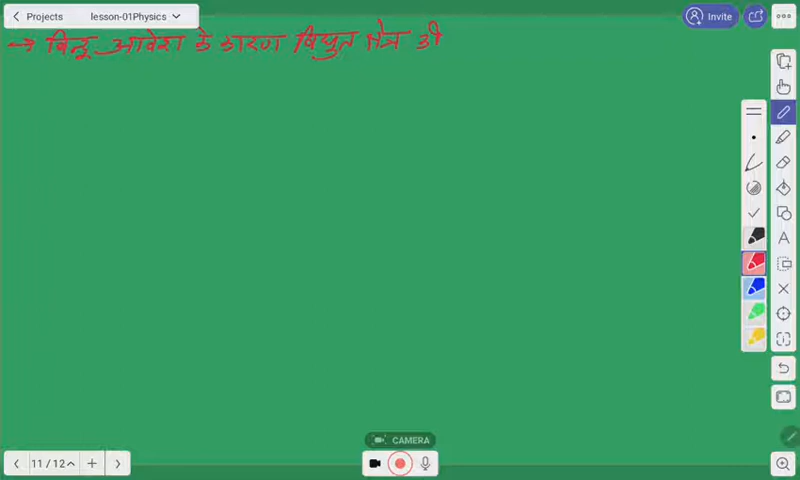 Projects lesson-01Physics Invite
→ बिन्दू आवेश के कारण विद्युत क्षेत्र की
A
CAMERA
11 / 12